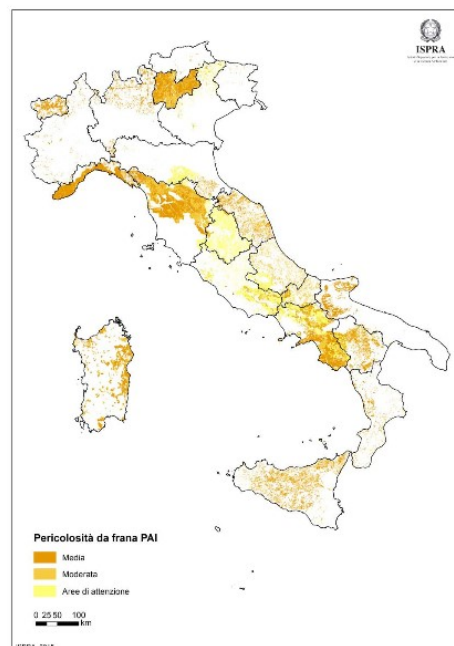 ISPRA
Pericolosità da frana PAI
Media
Moderata
Aree di attenzione
0 25 50 100
km